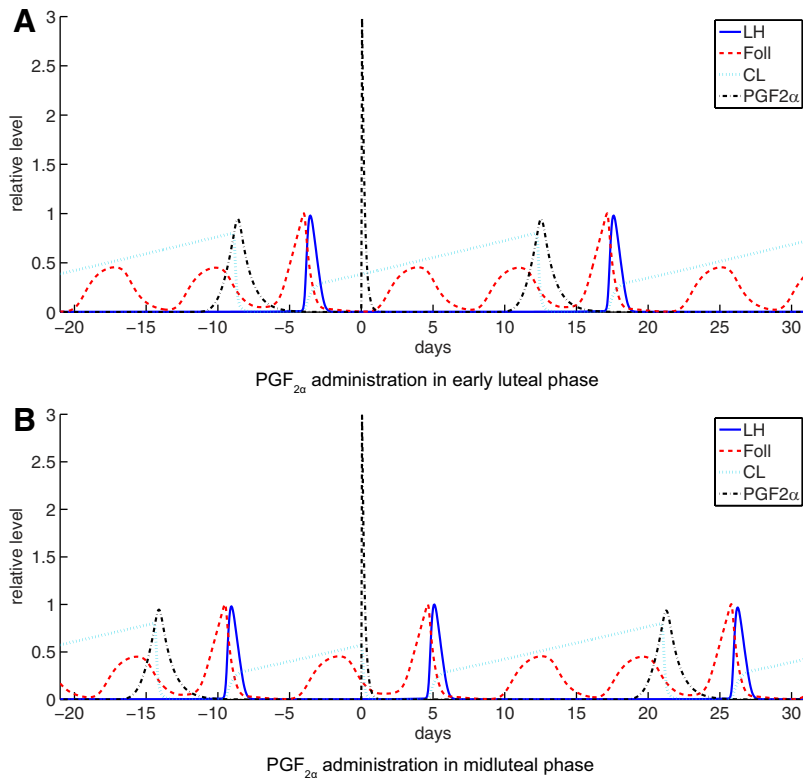 A
3
2.5
2
1.5
1
0.5
0
relative level
LH
Foll
CL
PGF2α
−20 −15 −10 −5 0 5 10 15 20 25 30
days
PGF2α administration in early luteal phase
B
3
2.5
2
1.5
1
0.5
0
relative level
LH
Foll
CL
PGF2α
−20 −15 −10 −5 0 5 10 15 20 25 30
days
PGF2α administration in midluteal phase